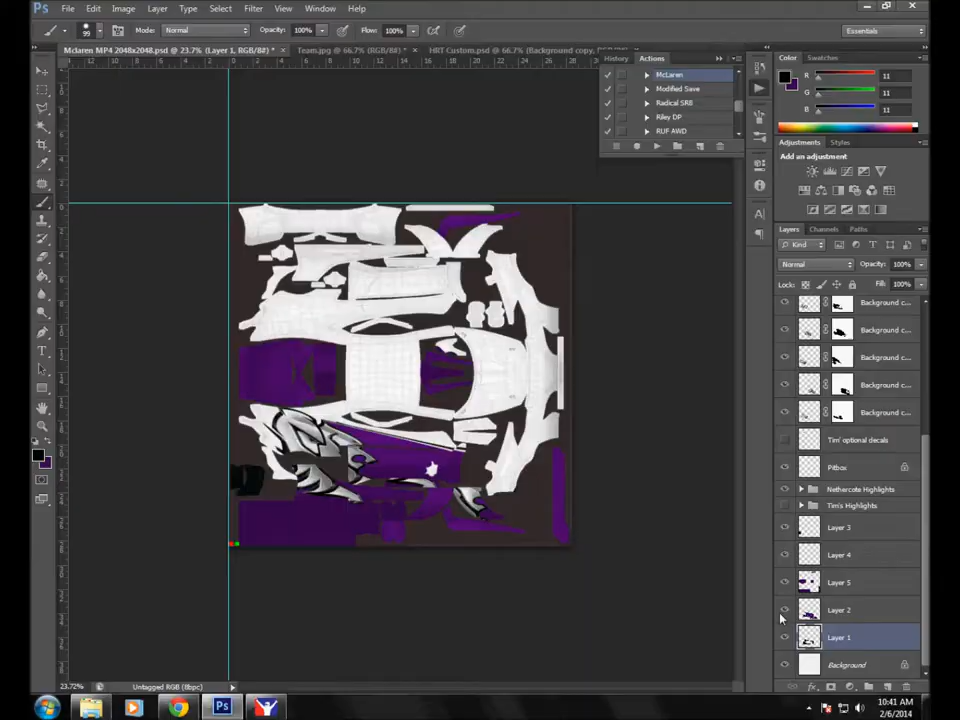 Ps File Edit Image Layer Type Select Filter View Window Help
99 Mode: Normal Opacity: 100% Flow: 100% Essentials
Mclaren MP4 2048x2048.psd @ 23.7% (Layer 1, RGB/8#) * × Team.jpg @ 66.7% (RGB/8#) * × HRT Custom.psd @ 66.7% (Background copy,
History Actions
McLaren
Modified Save
Radical SRB
Riley DP
RUF AWD
Color Swatches
R 11
G 11
B 11
Adjustments Styles
Add an adjustment
Layers Channels Paths
Kind
Normal Opacity: 100%
Lock: Fill: 100%
Background c...
Background c...
Background c...
Background c...
Background c...
Tim' optional decals
Pitbox
Nethercote Highlights
Tim's Highlights
Layer 3
Layer 4
Layer 5
Layer 2
Layer 1
Background
23.72% Untagged RGB (8bpc)
10:41 AM
2/6/2014